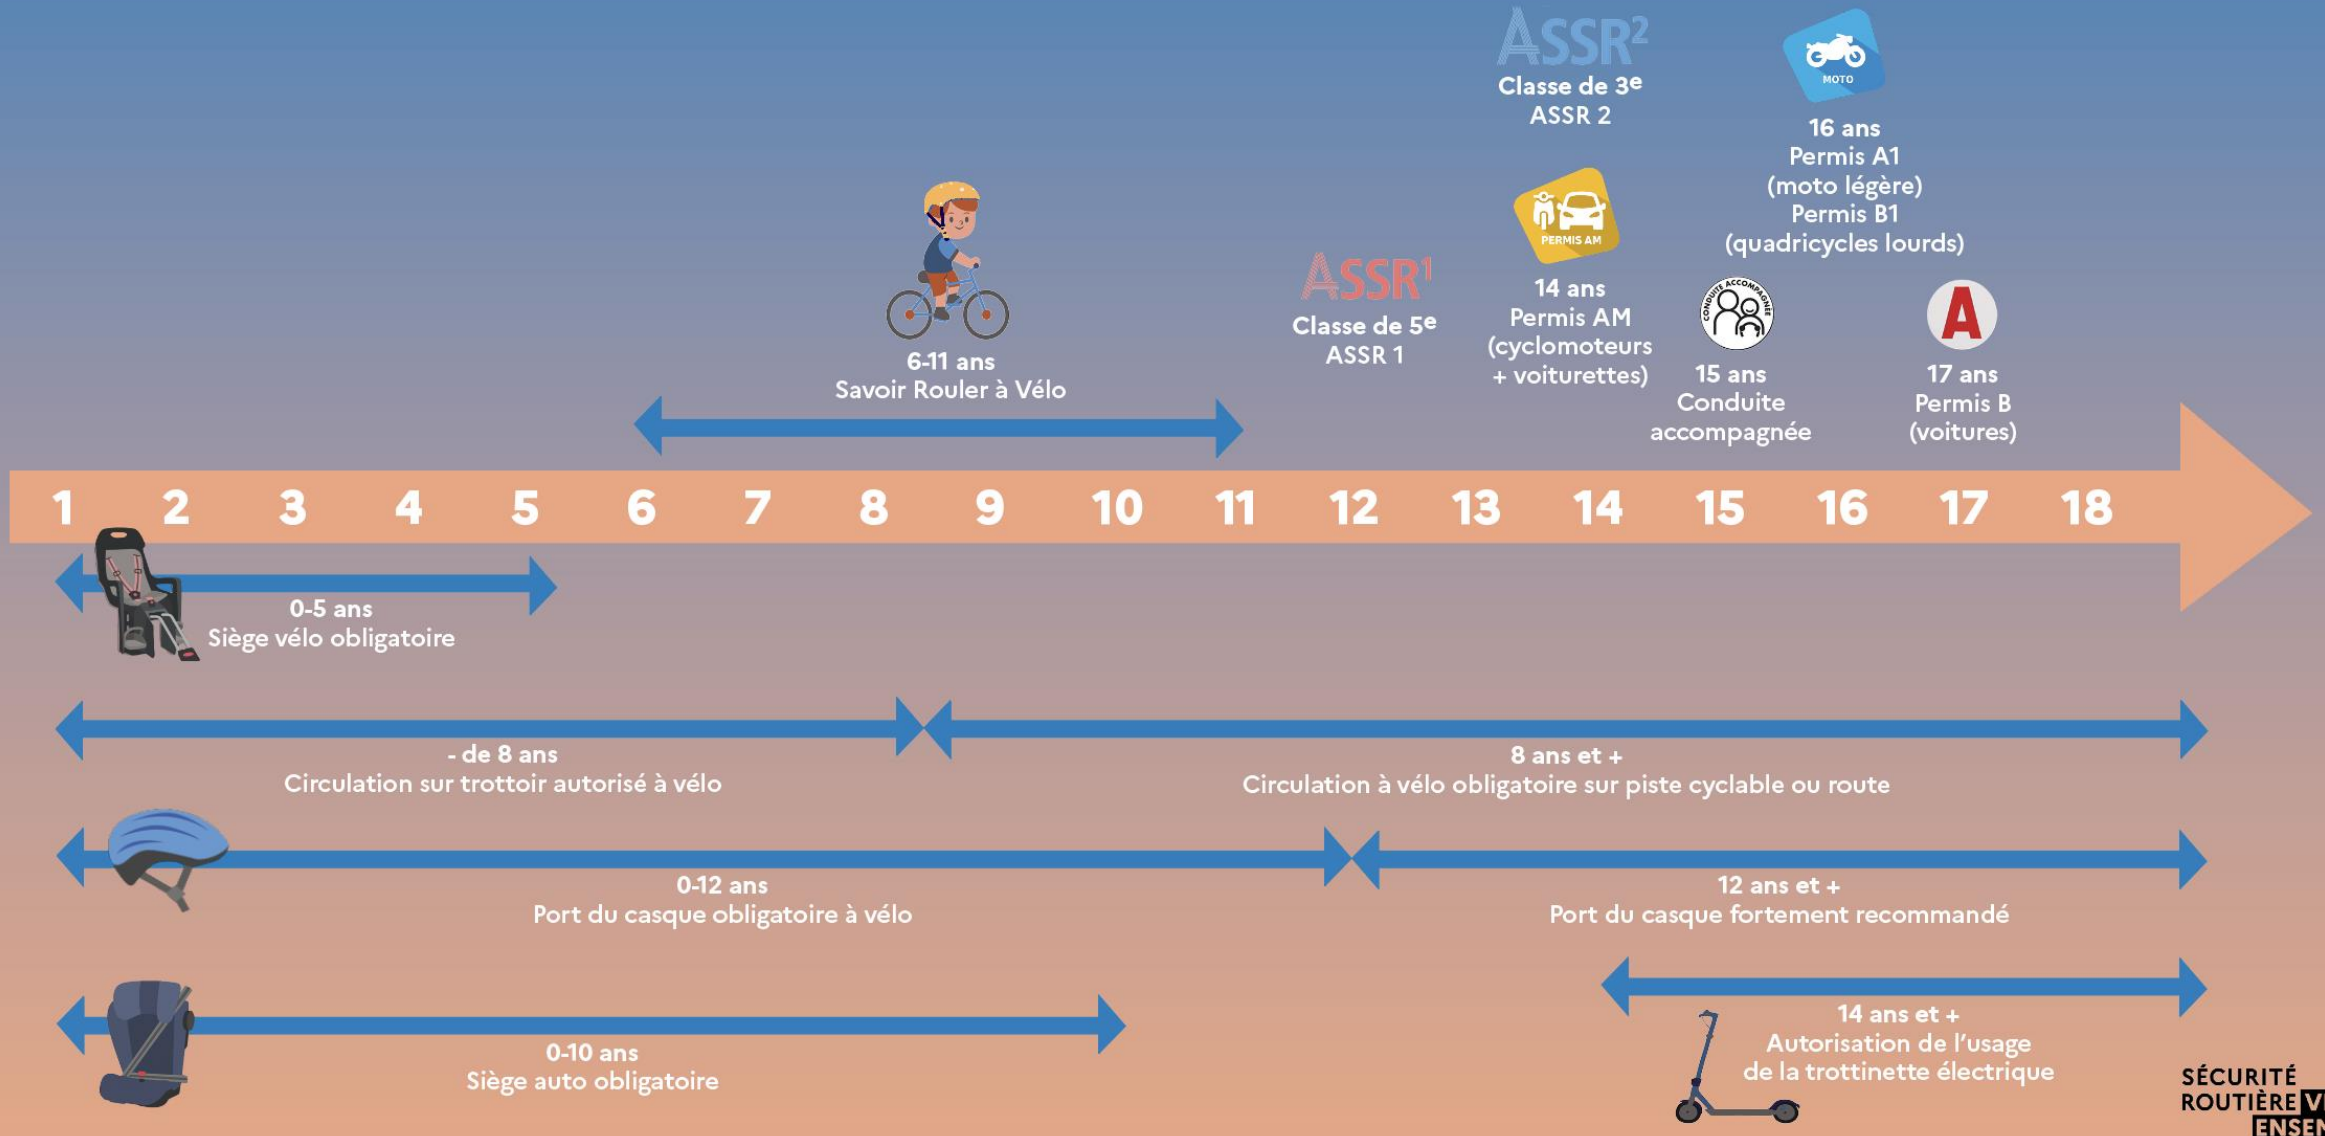 ASSR²
Classe de 3e
ASSR 2
MOTO
16 ans
Permis A1
(moto légère)
Permis B1
(quadricycles lourds)
PERMIS AM
14 ans
Permis AM
(cyclomoteurs
+ voiturettes)
ASSR¹
Classe de 5e
ASSR 1
CONDUITE ACCOMPAGNÉE
15 ans
Conduite
accompagnée
A
17 ans
Permis B
(voitures)
6-11 ans
Savoir Rouler à Vélo
1 2 3 4 5 6 7 8 9 10 11 12 13 14 15 16 17 18
0-5 ans
Siège vélo obligatoire
- de 8 ans
Circulation sur trottoir autorisé à vélo
8 ans et +
Circulation à vélo obligatoire sur piste cyclable ou route
0-12 ans
Port du casque obligatoire à vélo
12 ans et +
Port du casque fortement recommandé
0-10 ans
Siège auto obligatoire
14 ans et +
Autorisation de l'usage
de la trottinette électrique
SÉCURITÉ
ROUTIÈRE